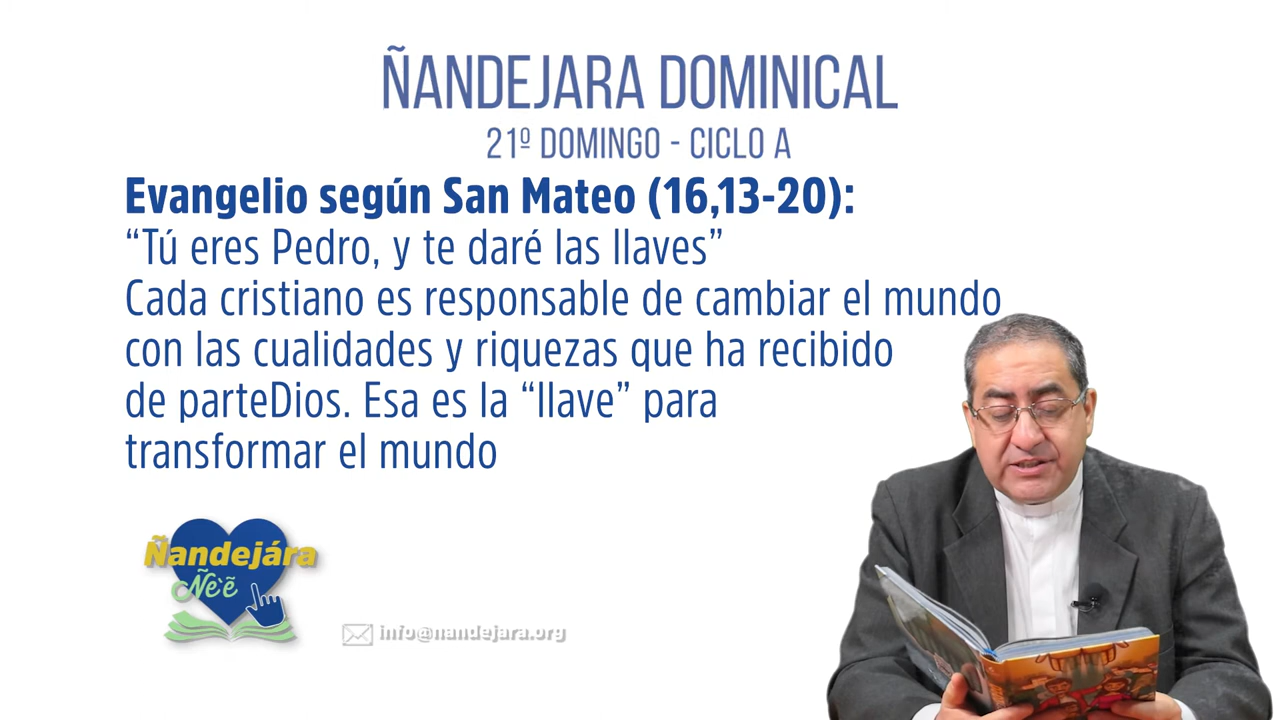 ÑANDEJARA DOMINICAL
21º DOMINGO - CICLO A
Evangelio según San Mateo (16,13-20):
“Tú eres Pedro, y te daré las llaves”
Cada cristiano es responsable de cambiar el mundo
con las cualidades y riquezas que ha recibido
de parteDios. Esa es la “llave” para
transformar el mundo
Ñandejára
Ñe'ẽ
info@nandejara.org